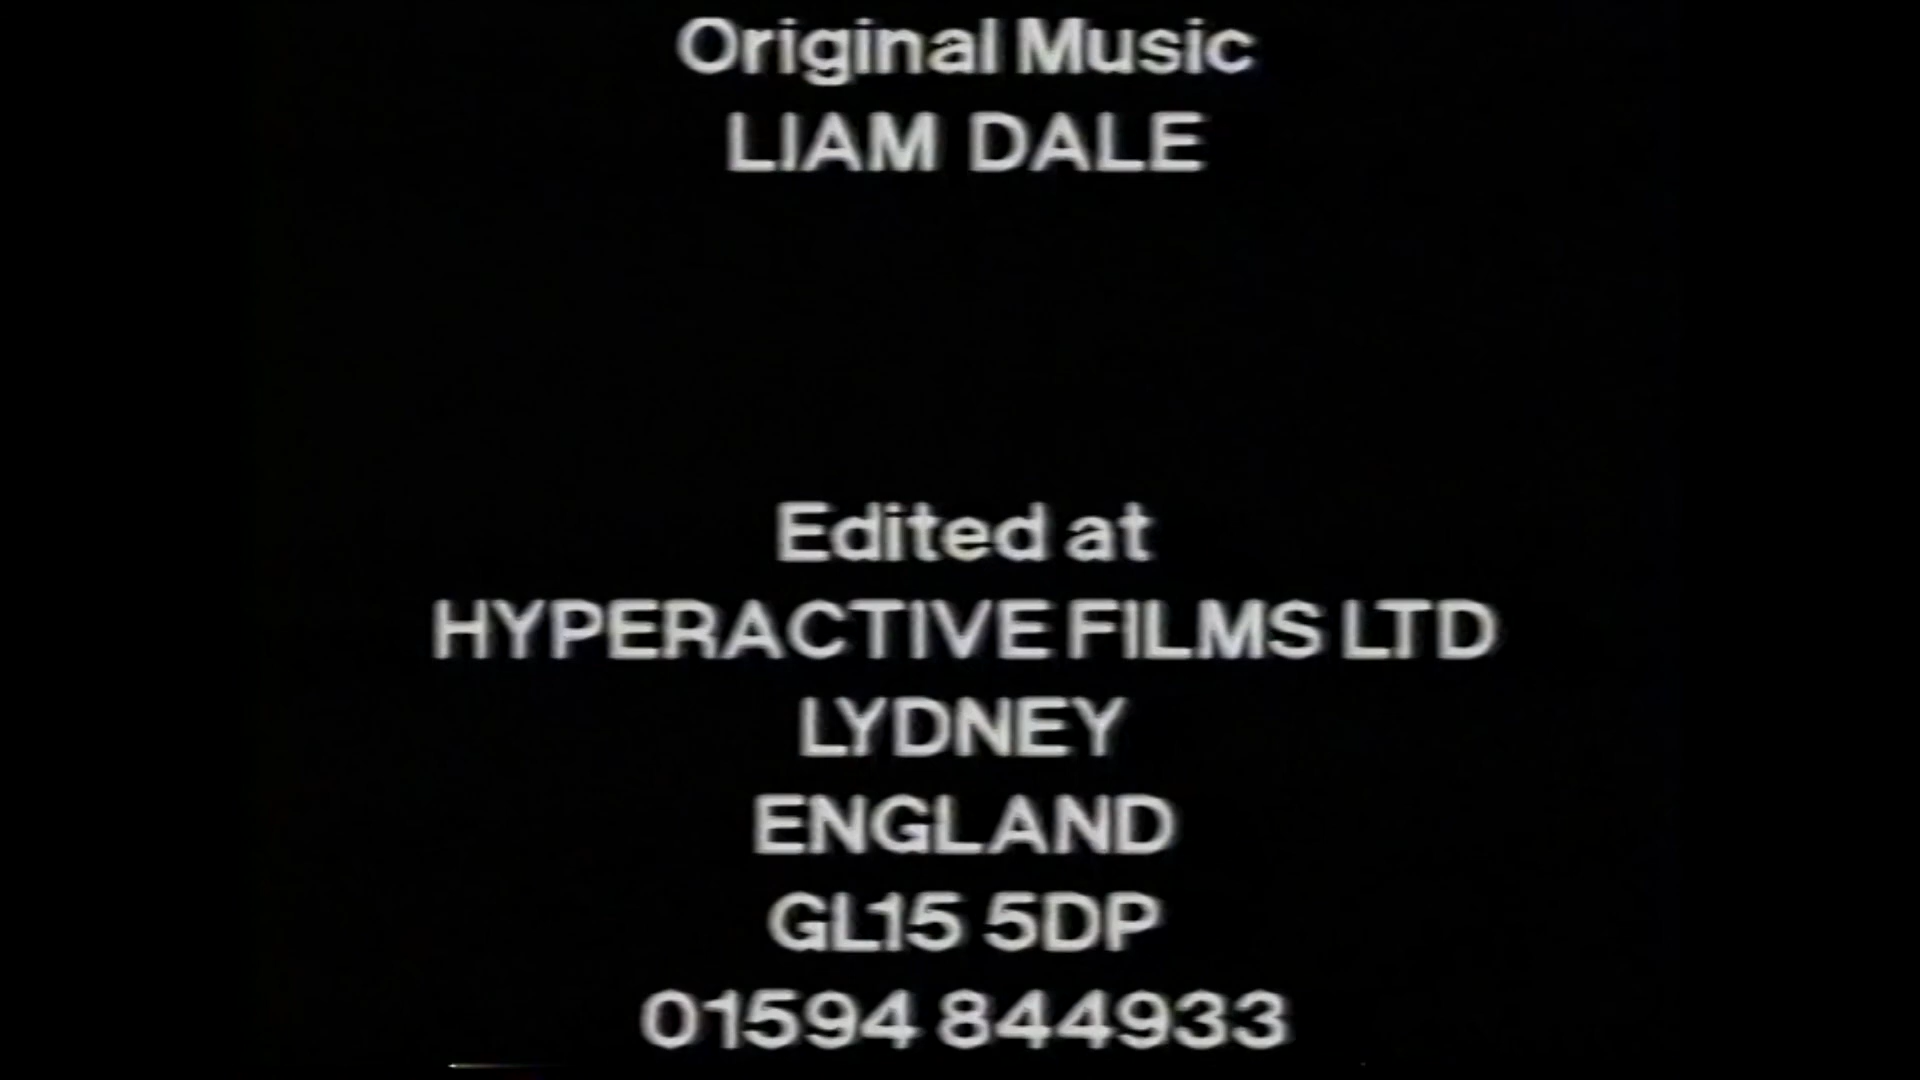 Original Music
LIAM DALE
Edited at
HYPERACTIVE FILMS LTD
LYDNEY
ENGLAND
GL15 5DP
01594 844933